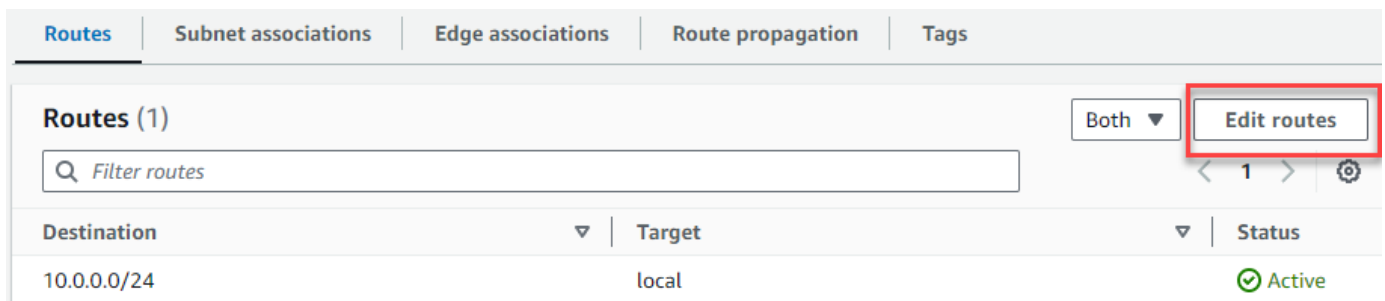 Routes Subnet associations Edge associations Route propagation Tags
Routes (1) Both Edit routes
Filter routes 1
Destination Target Status
10.0.0.0/24 local Active